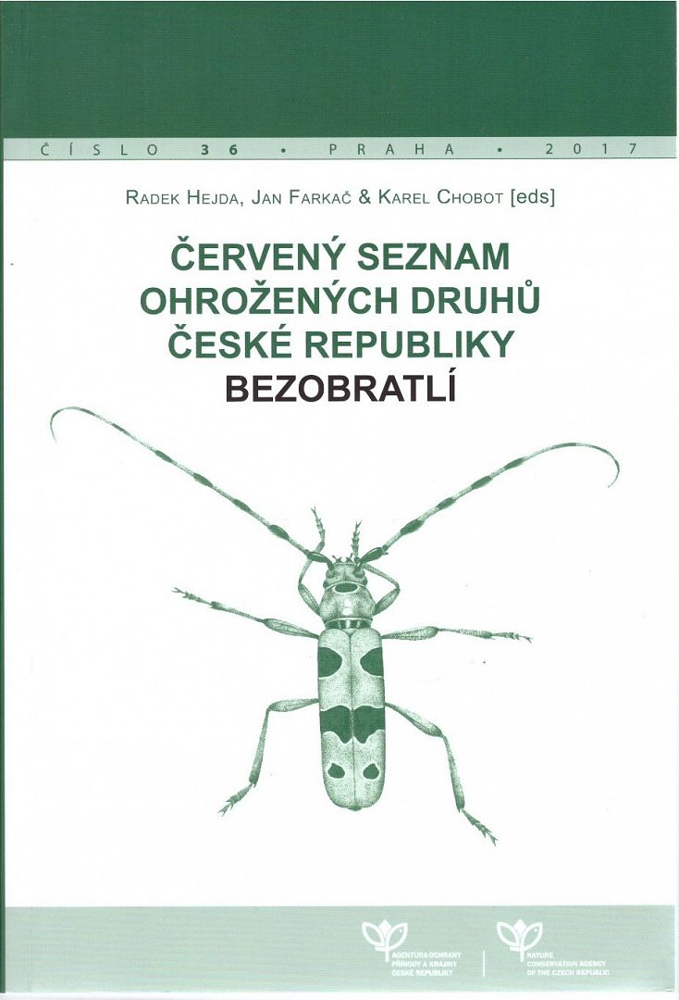 ČÍSLO 36 • PRAHA • 2017
RADEK HEJDA, JAN FARKAČ & KAREL CHOBOT [eds]
ČERVENÝ SEZNAM
OHROŽENÝCH DRUHŮ
ČESKÉ REPUBLIKY
BEZOBRATLÍ
AGENTURA OCHRANY
PŘÍRODY A KRAJINY
ČESKÉ REPUBLIKY
NATURE
CONSERVATION AGENCY
OF THE CZECH REPUBLIC